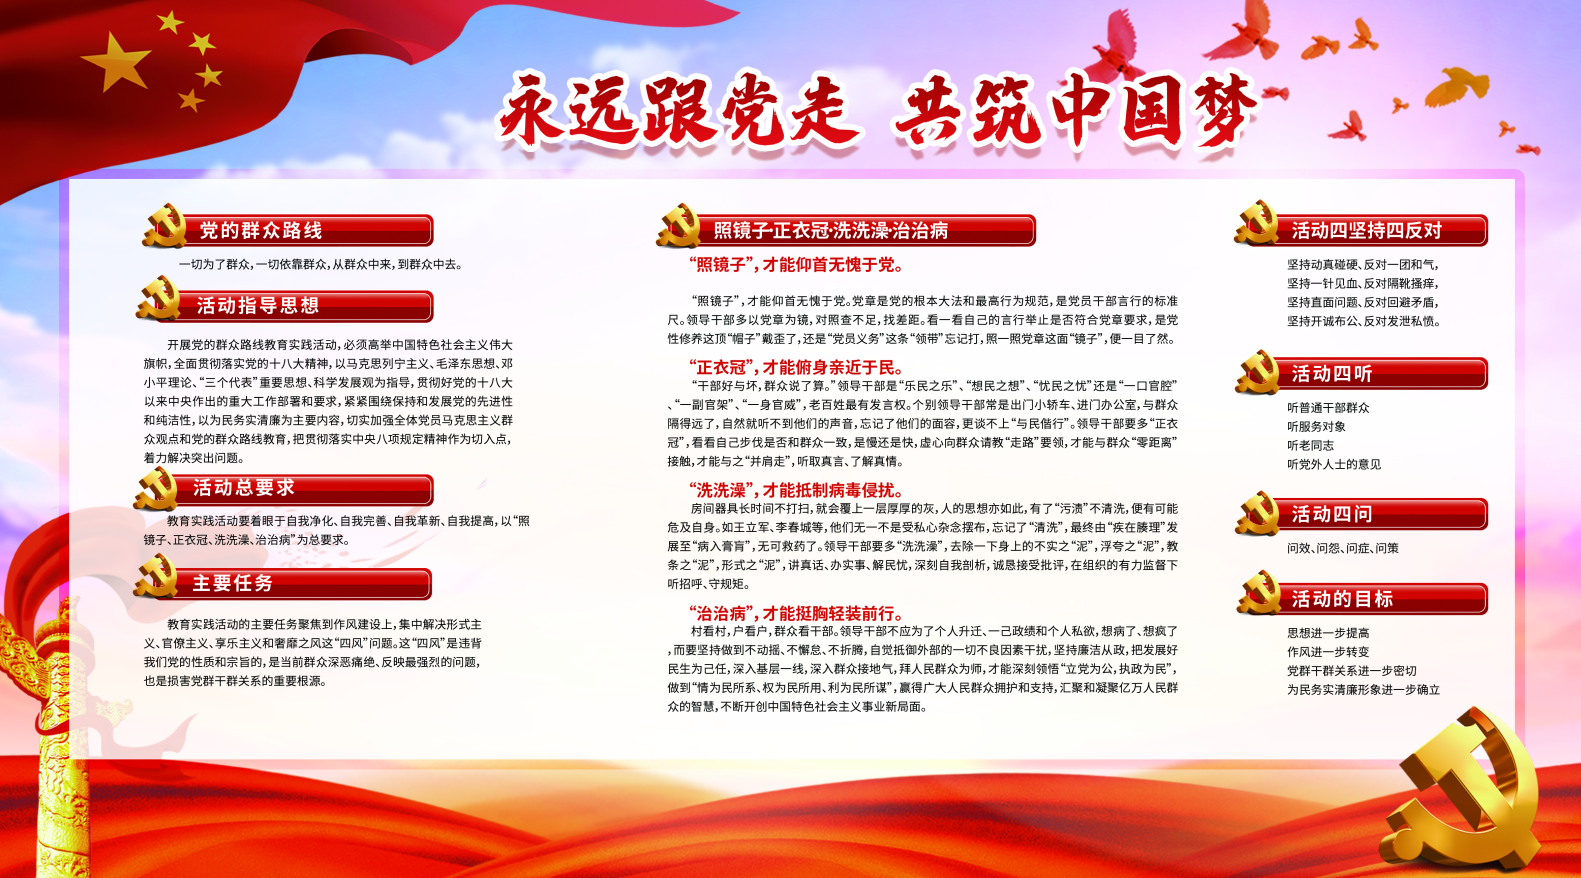 永远跟党走 共筑中国梦
党的群众路线
一切为了群众,一切依靠群众,从群众中来,到群众中去。
活动指导思想
开展党的群众路线教育实践活动,必须高举中国特色社会主义伟大
旗帜,全面贯彻落实党的十八大精神,以马克思列宁主义、毛泽东思想、邓
小平理论、“三个代表”重要思想、科学发展观为指导,贯彻好党的十八大
以来中央作出的重大工作部署和要求,紧紧围绕保持和发展党的先进性
和纯洁性,以为民务实清廉为主要内容,切实加强全体党员马克思主义群
众观点和党的群众路线教育,把贯彻落实中央八项规定精神作为切入点,
着力解决突出问题。
活动总要求
教育实践活动要着眼于自我净化、自我完善、自我革新、自我提高,以“照
镜子、正衣冠、洗洗澡、治治病”为总要求。
主要任务
教育实践活动的主要任务聚焦到作风建设上,集中解决形式主
义、官僚主义、享乐主义和奢靡之风这“四风”问题。这“四风”是违背
我们党的性质和宗旨的,是当前群众深恶痛绝、反映最强烈的问题,
也是损害党群干群关系的重要根源。
照镜子·正衣冠·洗洗澡·治治病
“照镜子”,才能仰首无愧于党。
“照镜子”,才能仰首无愧于党。党章是党的根本大法和最高行为规范,是党员干部言行的标准
尺。领导干部多以党章为镜,对照查不足,找差距。看一看自己的言行举止是否符合党章要求,是党
性修养这顶“帽子”戴歪了,还是“党员义务”这条“领带”忘记打,照一照党章这面“镜子”,便一目了然。
“正衣冠”,才能俯身亲近于民。
“干部好与坏,群众说了算。”领导干部是“乐民之乐”、“想民之想”、“忧民之忧”还是“一口官腔”
、“一副官架”、“一身官威”,老百姓最有发言权。个别领导干部常是出门小轿车、进门办公室,与群众
隔得远了,自然就听不到他们的声音,忘记了他们的面容,更谈不上“与民偕行”。领导干部要多“正衣
冠”,看看自己步伐是否和群众一致,是慢还是快,虚心向群众请教“走路”要领,才能与群众“零距离”
接触,才能与之“并肩走”,听取真言、了解真情。
“洗洗澡”,才能抵制病毒侵扰。
房间器具长时间不打扫,就会覆上一层厚厚的灰,人的思想亦如此,有了“污渍”不清洗,便有可能
危及自身。如王立军、李春城等,他们无一不是受私心杂念摆布,忘记了“清洗”,最终由“疾在腠理”发
展至“病入膏肓”,无可救药了。领导干部要多“洗洗澡”,去除一下身上的不实之“泥”,浮夸之“泥”,教
条之“泥”,形式之“泥”,讲真话、办实事、解民忧,深刻自我剖析,诚恳接受批评,在组织的有力监督下
听招呼、守规矩。
“治治病”,才能挺胸轻装前行。
村看村,户看户,群众看干部。领导干部不应为了个人升迁、一己政绩和个人私欲,想病了、想疯了
,而要坚持做到不动摇、不懈怠、不折腾,自觉抵御外部的一切不良因素干扰,坚持廉洁从政,把发展好
民生为己任,深入基层一线,深入群众接地气,拜人民群众为师,才能深刻领悟“立党为公,执政为民”,
做到“情为民所系、权为民所用、利为民所谋”,赢得广大人民群众拥护和支持,汇聚和凝聚亿万人民群
众的智慧,不断开创中国特色社会主义事业新局面。
活动四坚持四反对
坚持动真碰硬、反对一团和气,
坚持一针见血、反对隔靴搔痒,
坚持直面问题、反对回避矛盾,
坚持开诚布公、反对发泄私愤。
活动四听
听普通干部群众
听服务对象
听老同志
听党外人士的意见
活动四问
问效、问怨、问症、问策
活动的目标
思想进一步提高
作风进一步转变
党群干群关系进一步密切
为民务实清廉形象进一步确立